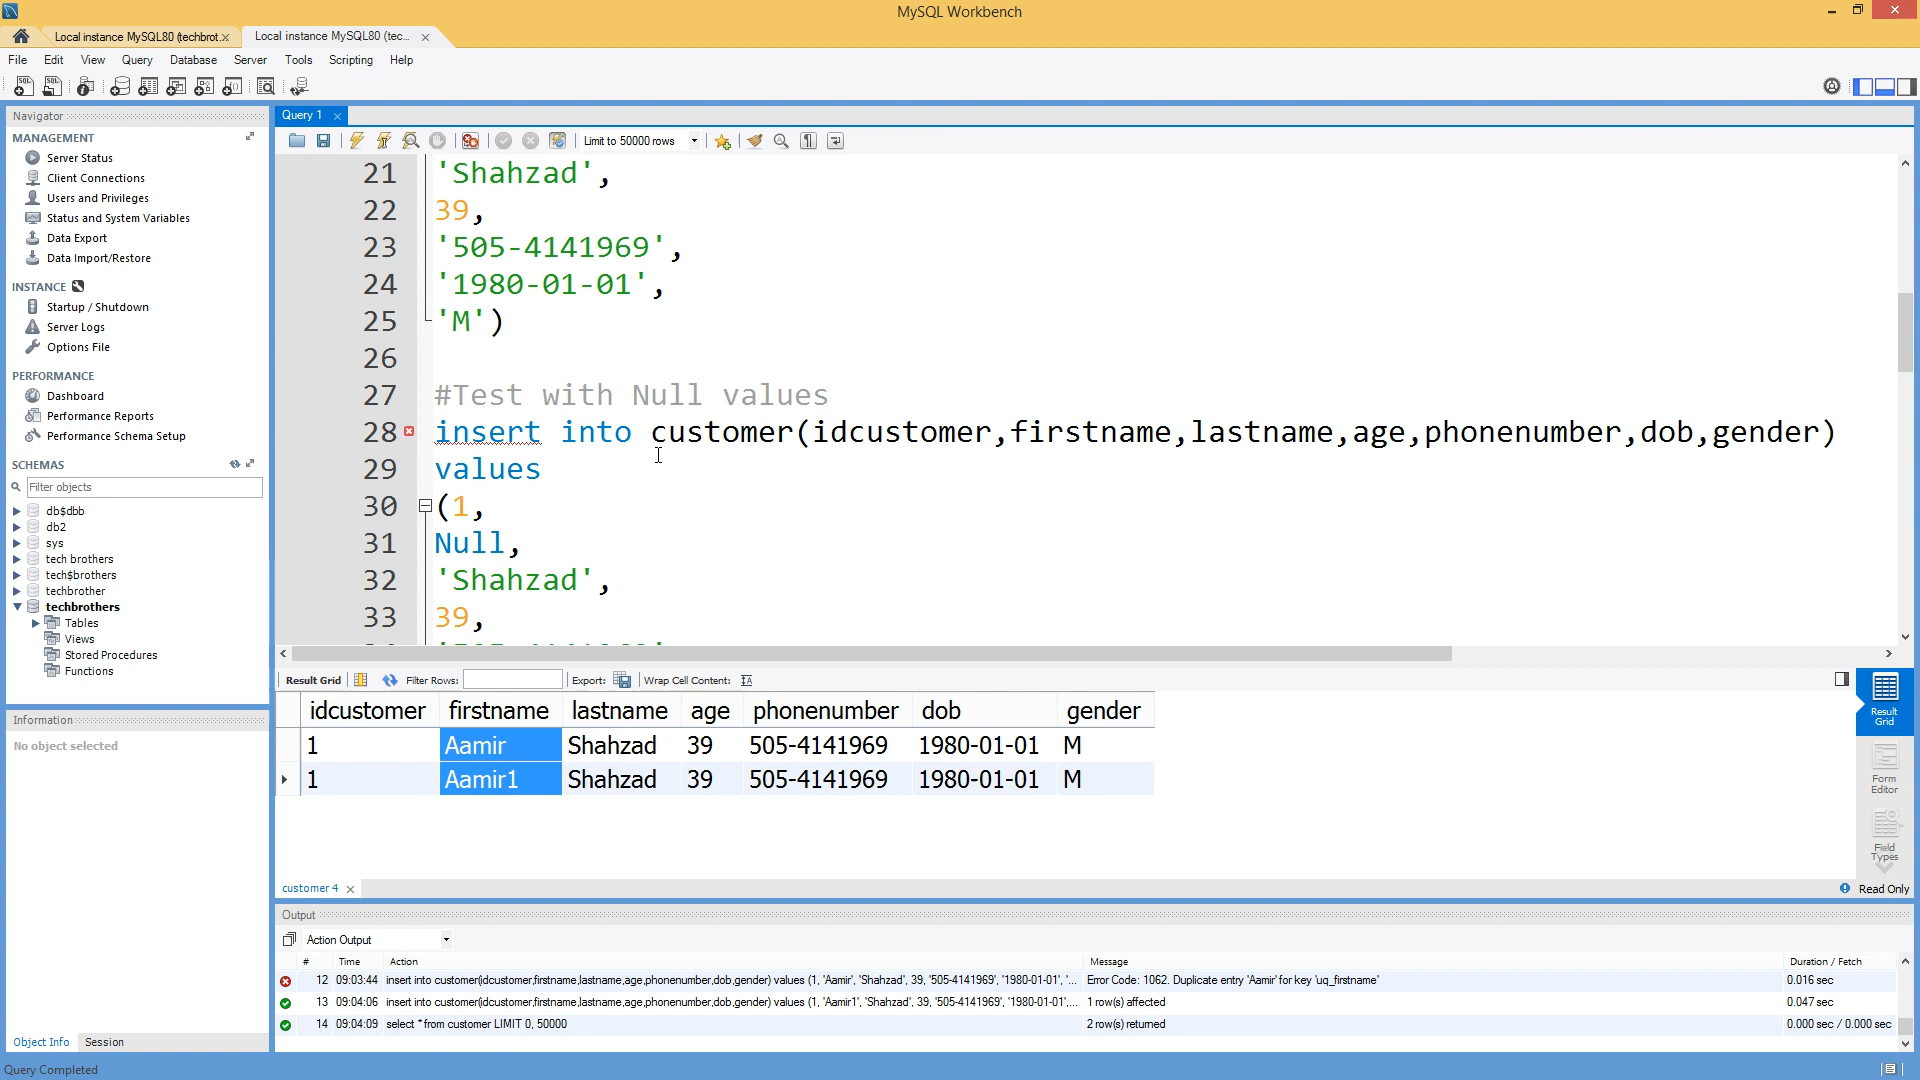 MySQL Workbench
Local instance MySQL80 (techbrot. x
Local instance MySQL80 (tec... x
File Edit View Query Database Server Tools Scripting Help
Navigator
Query 1 x
MANAGEMENT
Server Status
Client Connections
Users and Privileges
Status and System Variables
Data Export
Data Import/Restore
INSTANCE
Startup / Shutdown
Server Logs
Options File
PERFORMANCE
Dashboard
Performance Reports
Performance Schema Setup
SCHEMAS
Filter objects
db$dbb
db2
sys
tech brothers
tech$brothers
techbrother
techbrothers
Tables
Views
Stored Procedures
Functions
Information
No object selected
Object Info Session
Limit to 50000 rows
21 'Shahzad',
22 39,
23 '505-4141969',
24 '1980-01-01',
25 'M')
26
27 #Test with Null values
28 insert into customer(idcustomer,firstname,lastname,age,phonenumber,dob,gender)
29 values
30 (1,
31 Null,
32 'Shahzad',
33 39,
Result Grid Filter Rows: Export: Wrap Cell Content:
idcustomer firstname lastname age phonenumber dob gender
1 Aamir Shahzad 39 505-4141969 1980-01-01 M
1 Aamir1 Shahzad 39 505-4141969 1980-01-01 M
Result Grid
Form Editor
Field Types
customer 4 x
Read Only
Output
Action Output
# Time Action Message Duration / Fetch
12 09:03:44 insert into customer(idcustomer,firstname,lastname,age,phonenumber,dob,gender) values (1, 'Aamir', 'Shahzad', 39, '505-4141969', '1980-01-01', '... Error Code: 1062. Duplicate entry 'Aamir' for key 'uq_firstname' 0.016 sec
13 09:04:06 insert into customer(idcustomer,firstname,lastname,age,phonenumber,dob,gender) values (1, 'Aamir1', 'Shahzad', 39, '505-4141969', '1980-01-01',... 1 row(s) affected 0.047 sec
14 09:04:09 select * from customer LIMIT 0, 50000 2 row(s) returned 0.000 sec / 0.000 sec
Query Completed